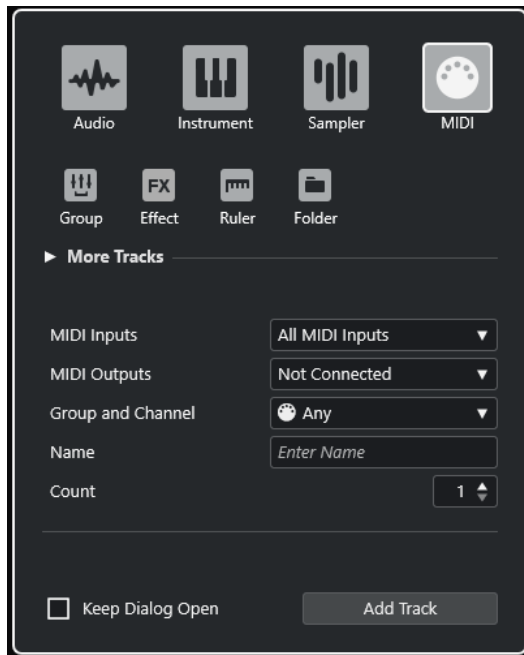 Audio Instrument Sampler MIDI
FX
Group Effect Ruler Folder
More Tracks
MIDI Inputs All MIDI Inputs
MIDI Outputs Not Connected
Group and Channel Any
Name Enter Name
Count 1
Keep Dialog Open Add Track